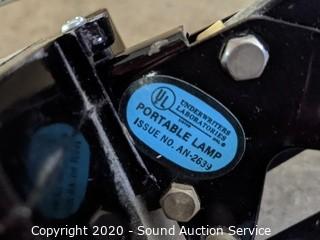 UL
UNDERWRITERS
LABORATORIES
PORTABLE LAMP
ISSUE NO. AN-2639
Copyright 2020 - Sound Auction Service